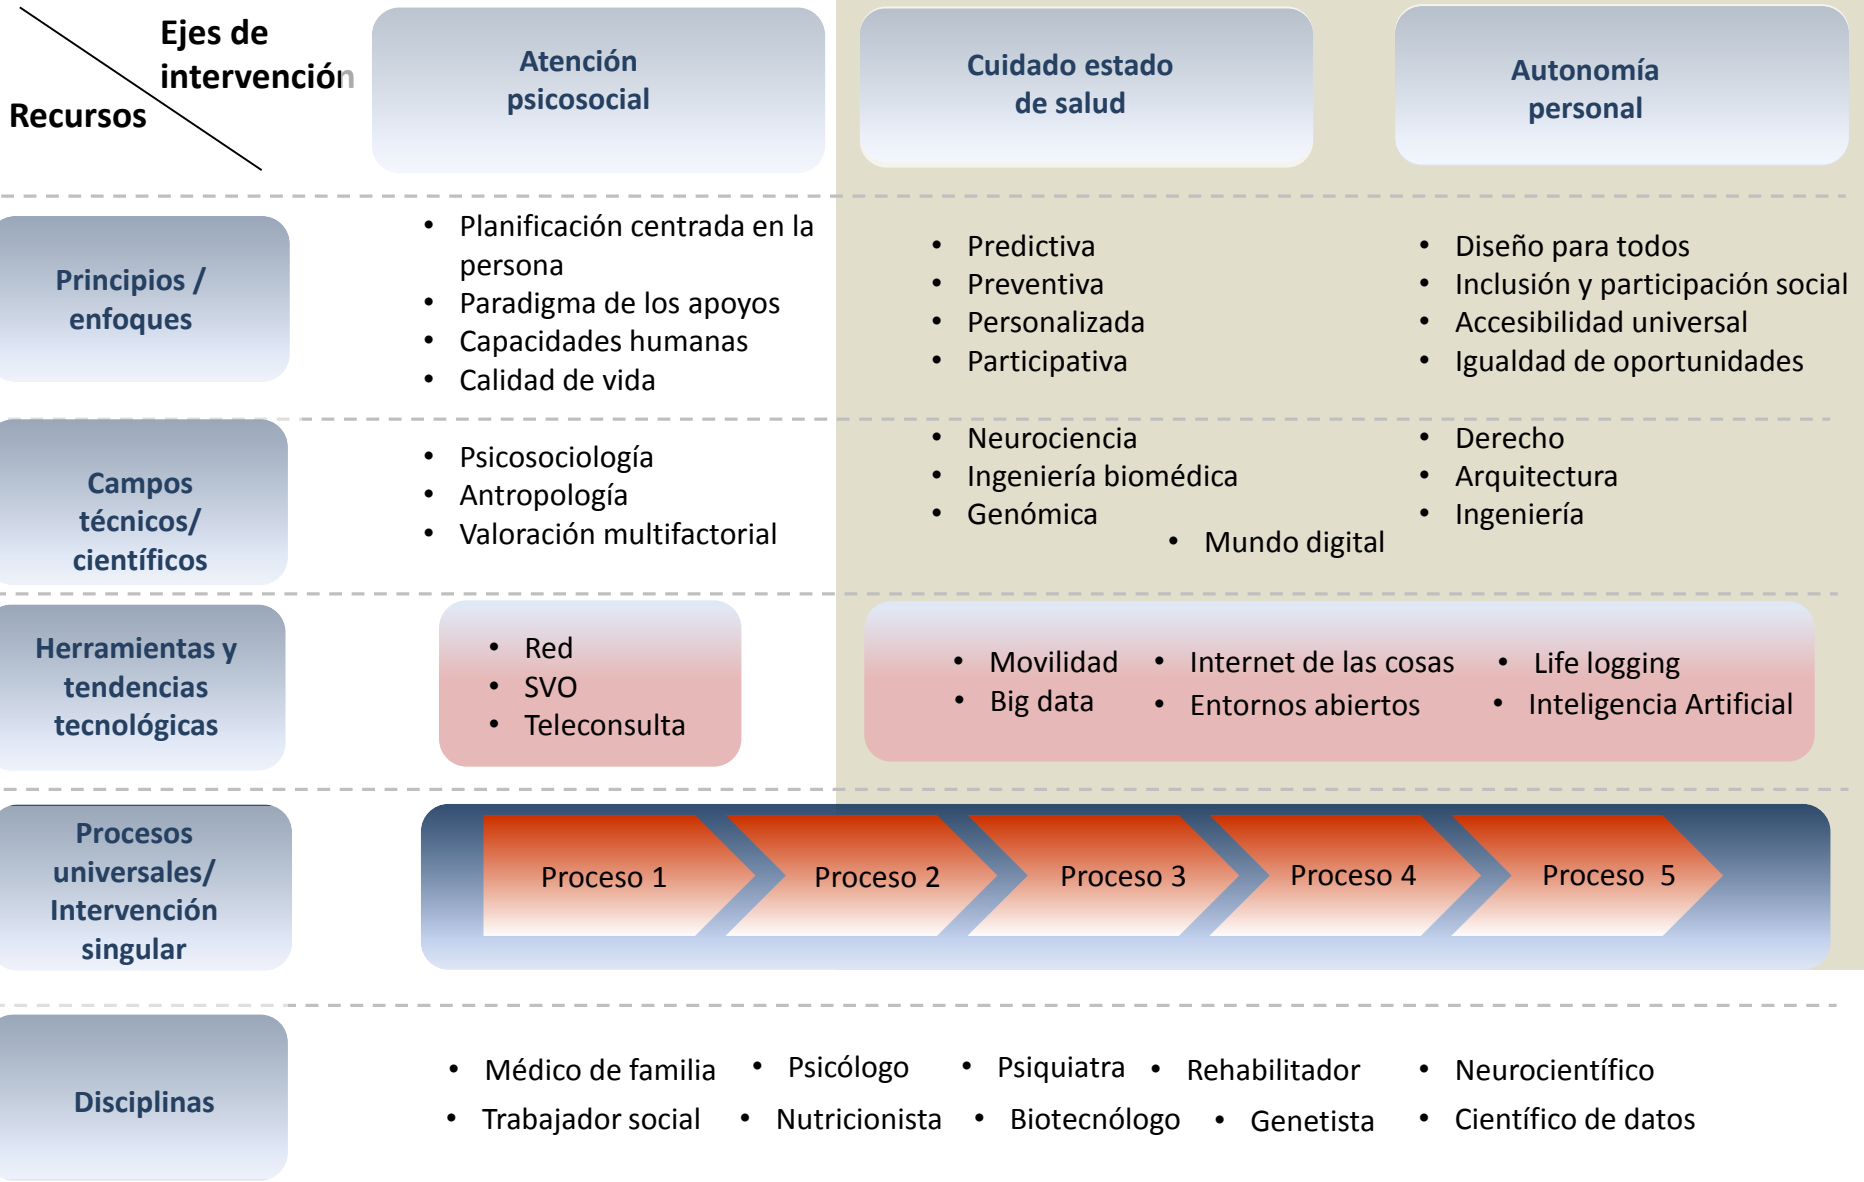 Ejes de
intervención
Recursos
Atención
psicosocial
Cuidado estado
de salud
Autonomía
personal
Principios /
enfoques
• Planificación centrada en la
persona
• Paradigma de los apoyos
• Capacidades humanas
• Calidad de vida
• Predictiva
• Preventiva
• Personalizada
• Participativa
• Diseño para todos
• Inclusión y participación social
• Accesibilidad universal
• Igualdad de oportunidades
Campos
técnicos/
científicos
• Psicosociología
• Antropología
• Valoración multifactorial
• Neurociencia
• Ingeniería biomédica
• Genómica
• Mundo digital
• Derecho
• Arquitectura
• Ingeniería
Herramientas y
tendencias
tecnológicas
• Red
• SVO
• Teleconsulta
• Movilidad • Internet de las cosas • Life logging
• Big data • Entornos abiertos • Inteligencia Artificial
Procesos
universales/
Intervención
singular
Proceso 1 Proceso 2 Proceso 3 Proceso 4 Proceso 5
Disciplinas
• Médico de familia • Psicólogo • Psiquiatra • Rehabilitador • Neurocientífico
• Trabajador social • Nutricionista • Biotecnólogo • Genetista • Científico de datos